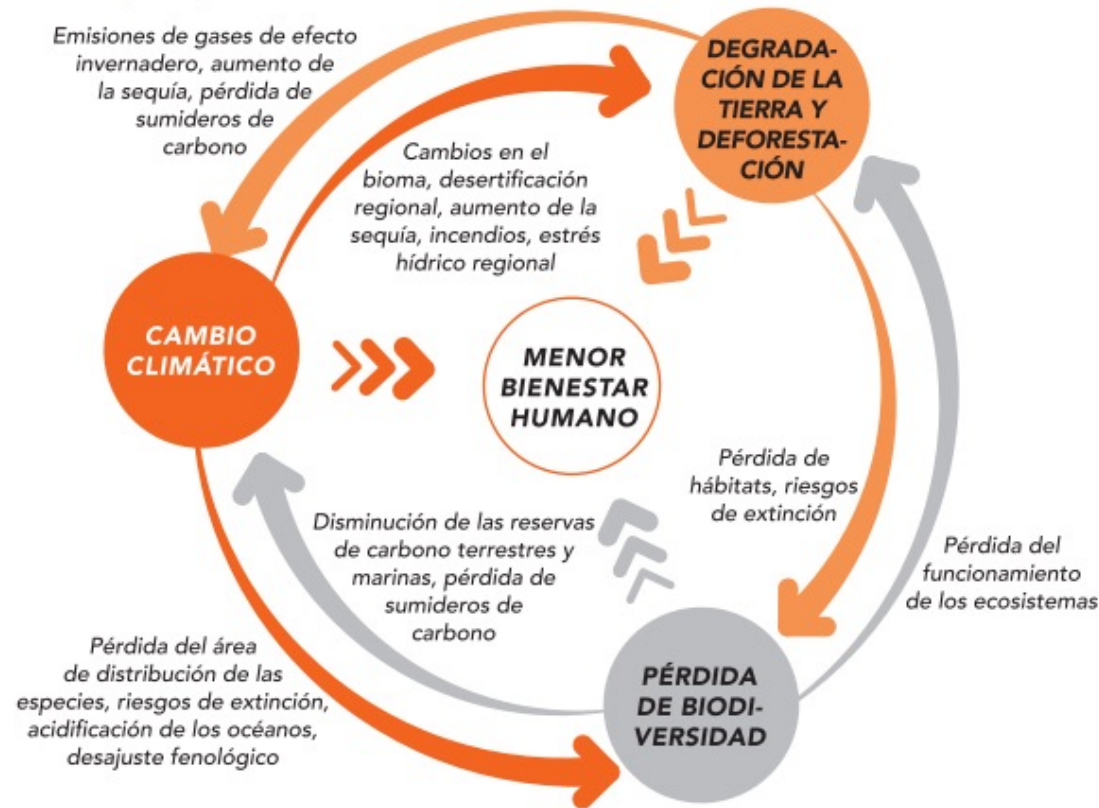 Emisiones de gases de efecto
invernadero, aumento de
la sequía, pérdida de
sumideros de
carbono
DEGRADA-
CIÓN DE LA
TIERRA Y
DEFORESTA-
CIÓN
Cambios en el
bioma, desertificación
regional, aumento de la
sequía, incendios, estrés
hídrico regional
CAMBIO
CLIMÁTICO
MENOR
BIENESTAR
HUMANO
Pérdida de
hábitats, riesgos
de extinción
Disminución de las reservas
de carbono terrestres y
marinas, pérdida de
sumideros de
carbono
Pérdida del
funcionamiento
de los ecosistemas
Pérdida del área
de distribución de las
especies, riesgos de extinción,
acidificación de los océanos,
desajuste fenológico
PÉRDIDA
DE BIODI-
VERSIDAD